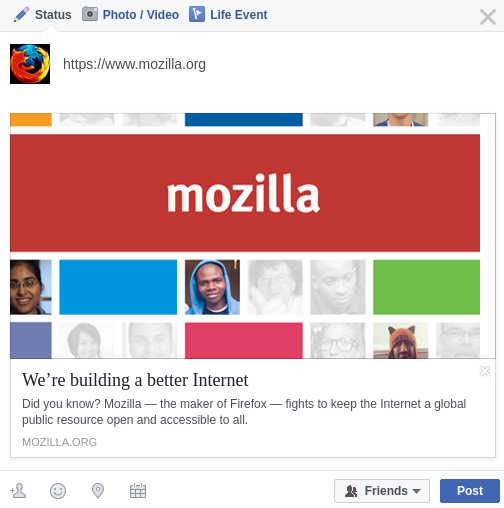 Status Photo / Video Life Event
https://www.mozilla.org
mozilla
We’re building a better Internet
Did you know? Mozilla — the maker of Firefox — fights to keep the Internet a global
public resource open and accessible to all.
MOZILLA.ORG
Friends Post